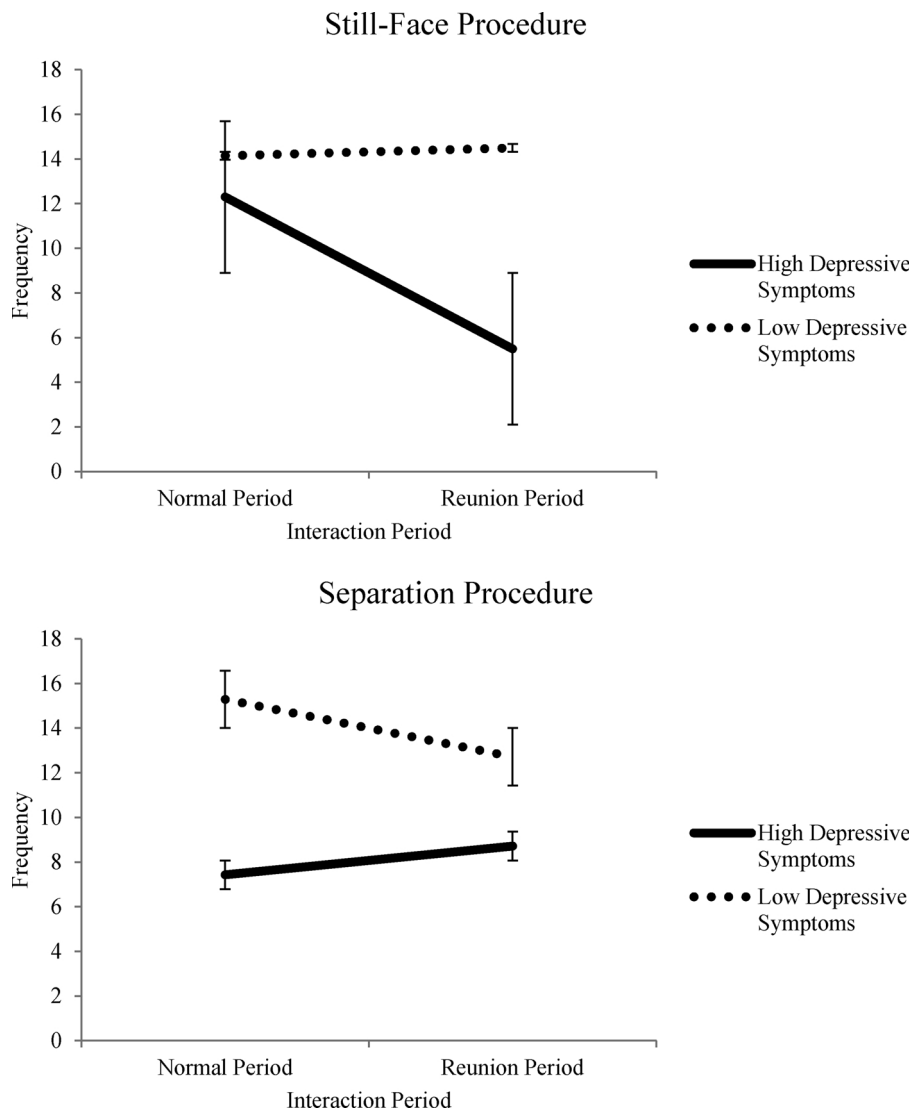 Still-Face Procedure
18
16
14
12
10
8
6
4
2
0
Frequency
Normal Period
Reunion Period
Interaction Period
High Depressive
Symptoms
Low Depressive
Symptoms
Separation Procedure
18
16
14
12
10
8
6
4
2
0
Frequency
Normal Period
Reunion Period
Interaction Period
High Depressive
Symptoms
Low Depressive
Symptoms